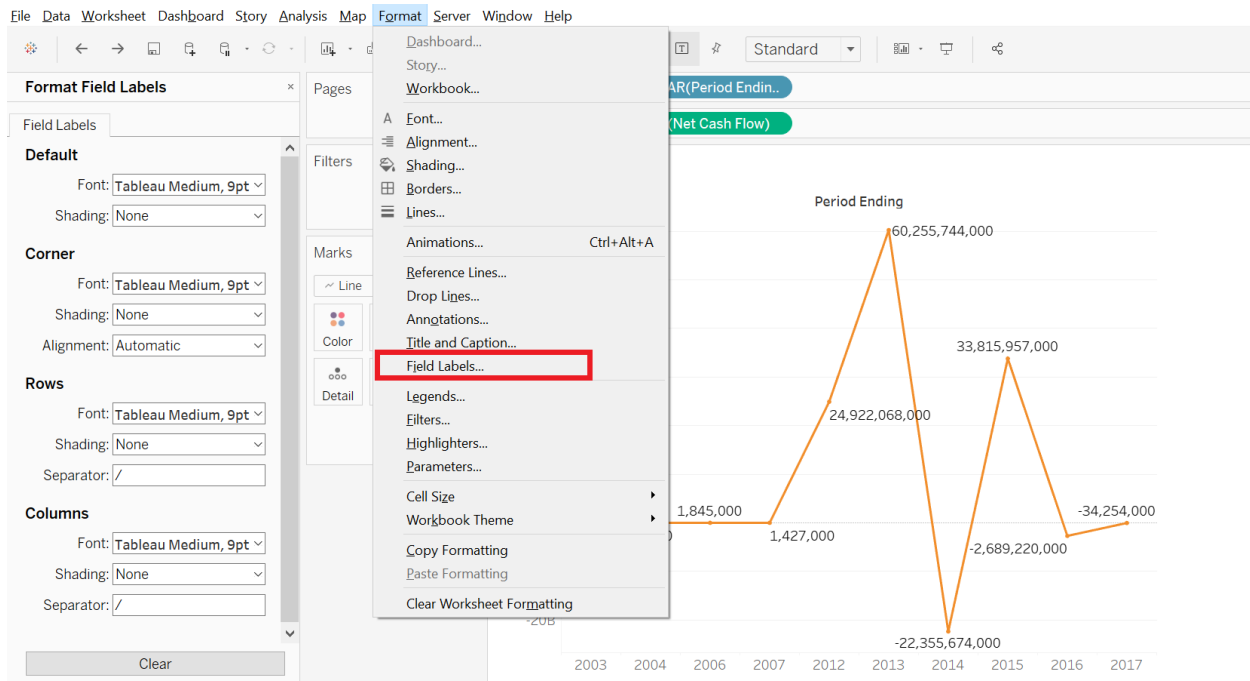 File Data Worksheet Dashboard Story Analysis Map Format Server Window Help
Standard
Format Field Labels
Field Labels
Default
Font: Tableau Medium, 9pt
Shading: None
Corner
Font: Tableau Medium, 9pt
Shading: None
Alignment: Automatic
Rows
Font: Tableau Medium, 9pt
Shading: None
Separator: /
Columns
Font: Tableau Medium, 9pt
Shading: None
Separator: /
Clear
Pages
Filters
Marks
Line
Color
Detail
Dashboard...
Story...
Workbook...
Font...
Alignment...
Shading...
Borders...
Lines...
Animations... Ctrl+Alt+A
Reference Lines...
Drop Lines...
Annotations...
Title and Caption...
Field Labels...
Legends...
Filters...
Highlighters...
Parameters...
Cell Size
Workbook Theme
Copy Formatting
Paste Formatting
Clear Worksheet Formatting
AR(Period Endin..
(Net Cash Flow)
Period Ending
60,255,744,000
33,815,957,000
24,922,068,000
1,845,000
-34,254,000
1,427,000
-2,689,220,000
-20B
-22,355,674,000
2003 2004 2006 2007 2012 2013 2014 2015 2016 2017